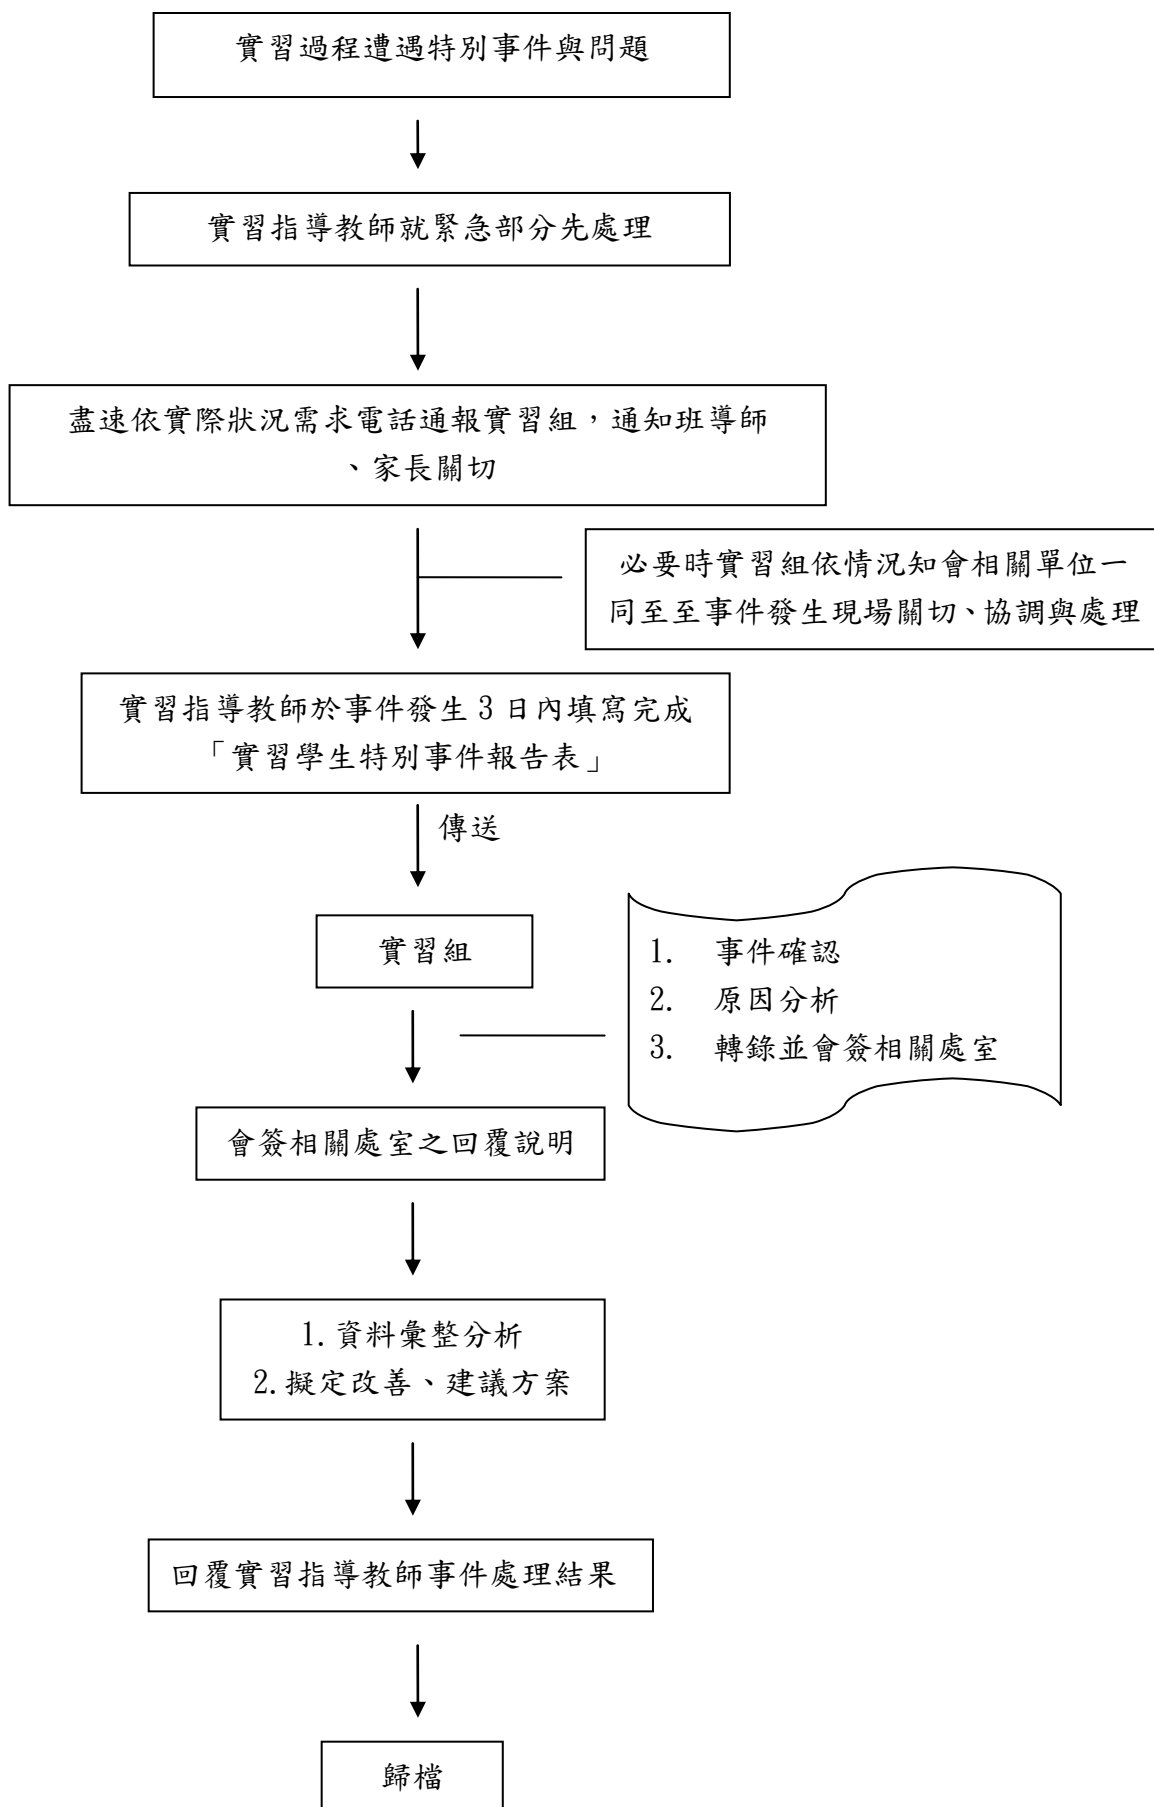 實習過程遭遇特別事件與問題
實習指導教師就緊急部分先處理
盡速依實際狀況需求電話通報實習組，通知班導師
、家長關切
必要時實習組依情況知會相關單位一
同至至事件發生現場關切、協調與處理
實習指導教師於事件發生 3 日內填寫完成
「實習學生特別事件報告表」
傳送
實習組
1. 事件確認
2. 原因分析
3. 轉錄並會簽相關處室
會簽相關處室之回覆說明
1.資料彙整分析
2.擬定改善、建議方案
回覆實習指導教師事件處理結果
歸檔